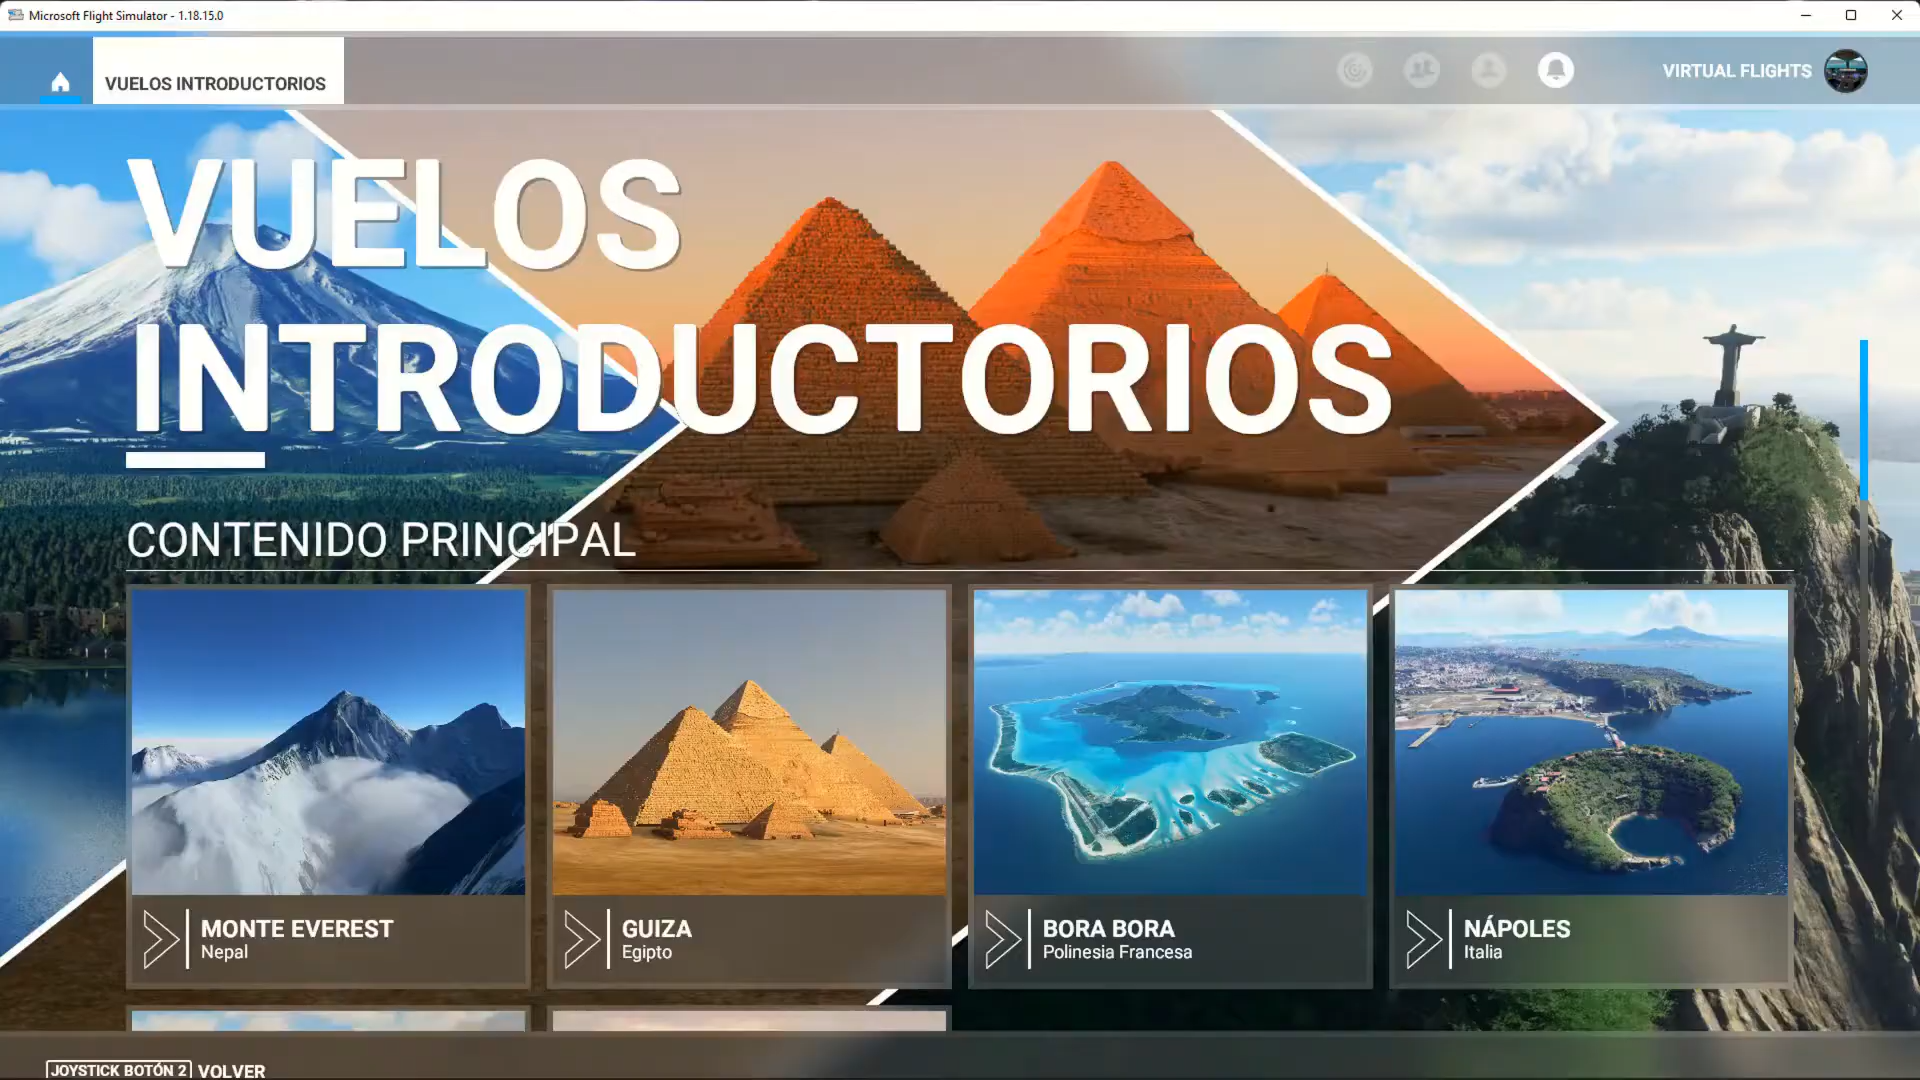 Microsoft Flight Simulator - 1.18.15.0
VUELOS INTRODUCTORIOS
VIRTUAL FLIGHTS
VUELOS
INTRODUCTORIOS
CONTENIDO PRINCIPAL
MONTE EVEREST
Nepal
GUIZA
Egipto
BORA BORA
Polinesia Francesa
NÁPOLES
Italia
JOYSTICK BOTÓN 2 VOLVER